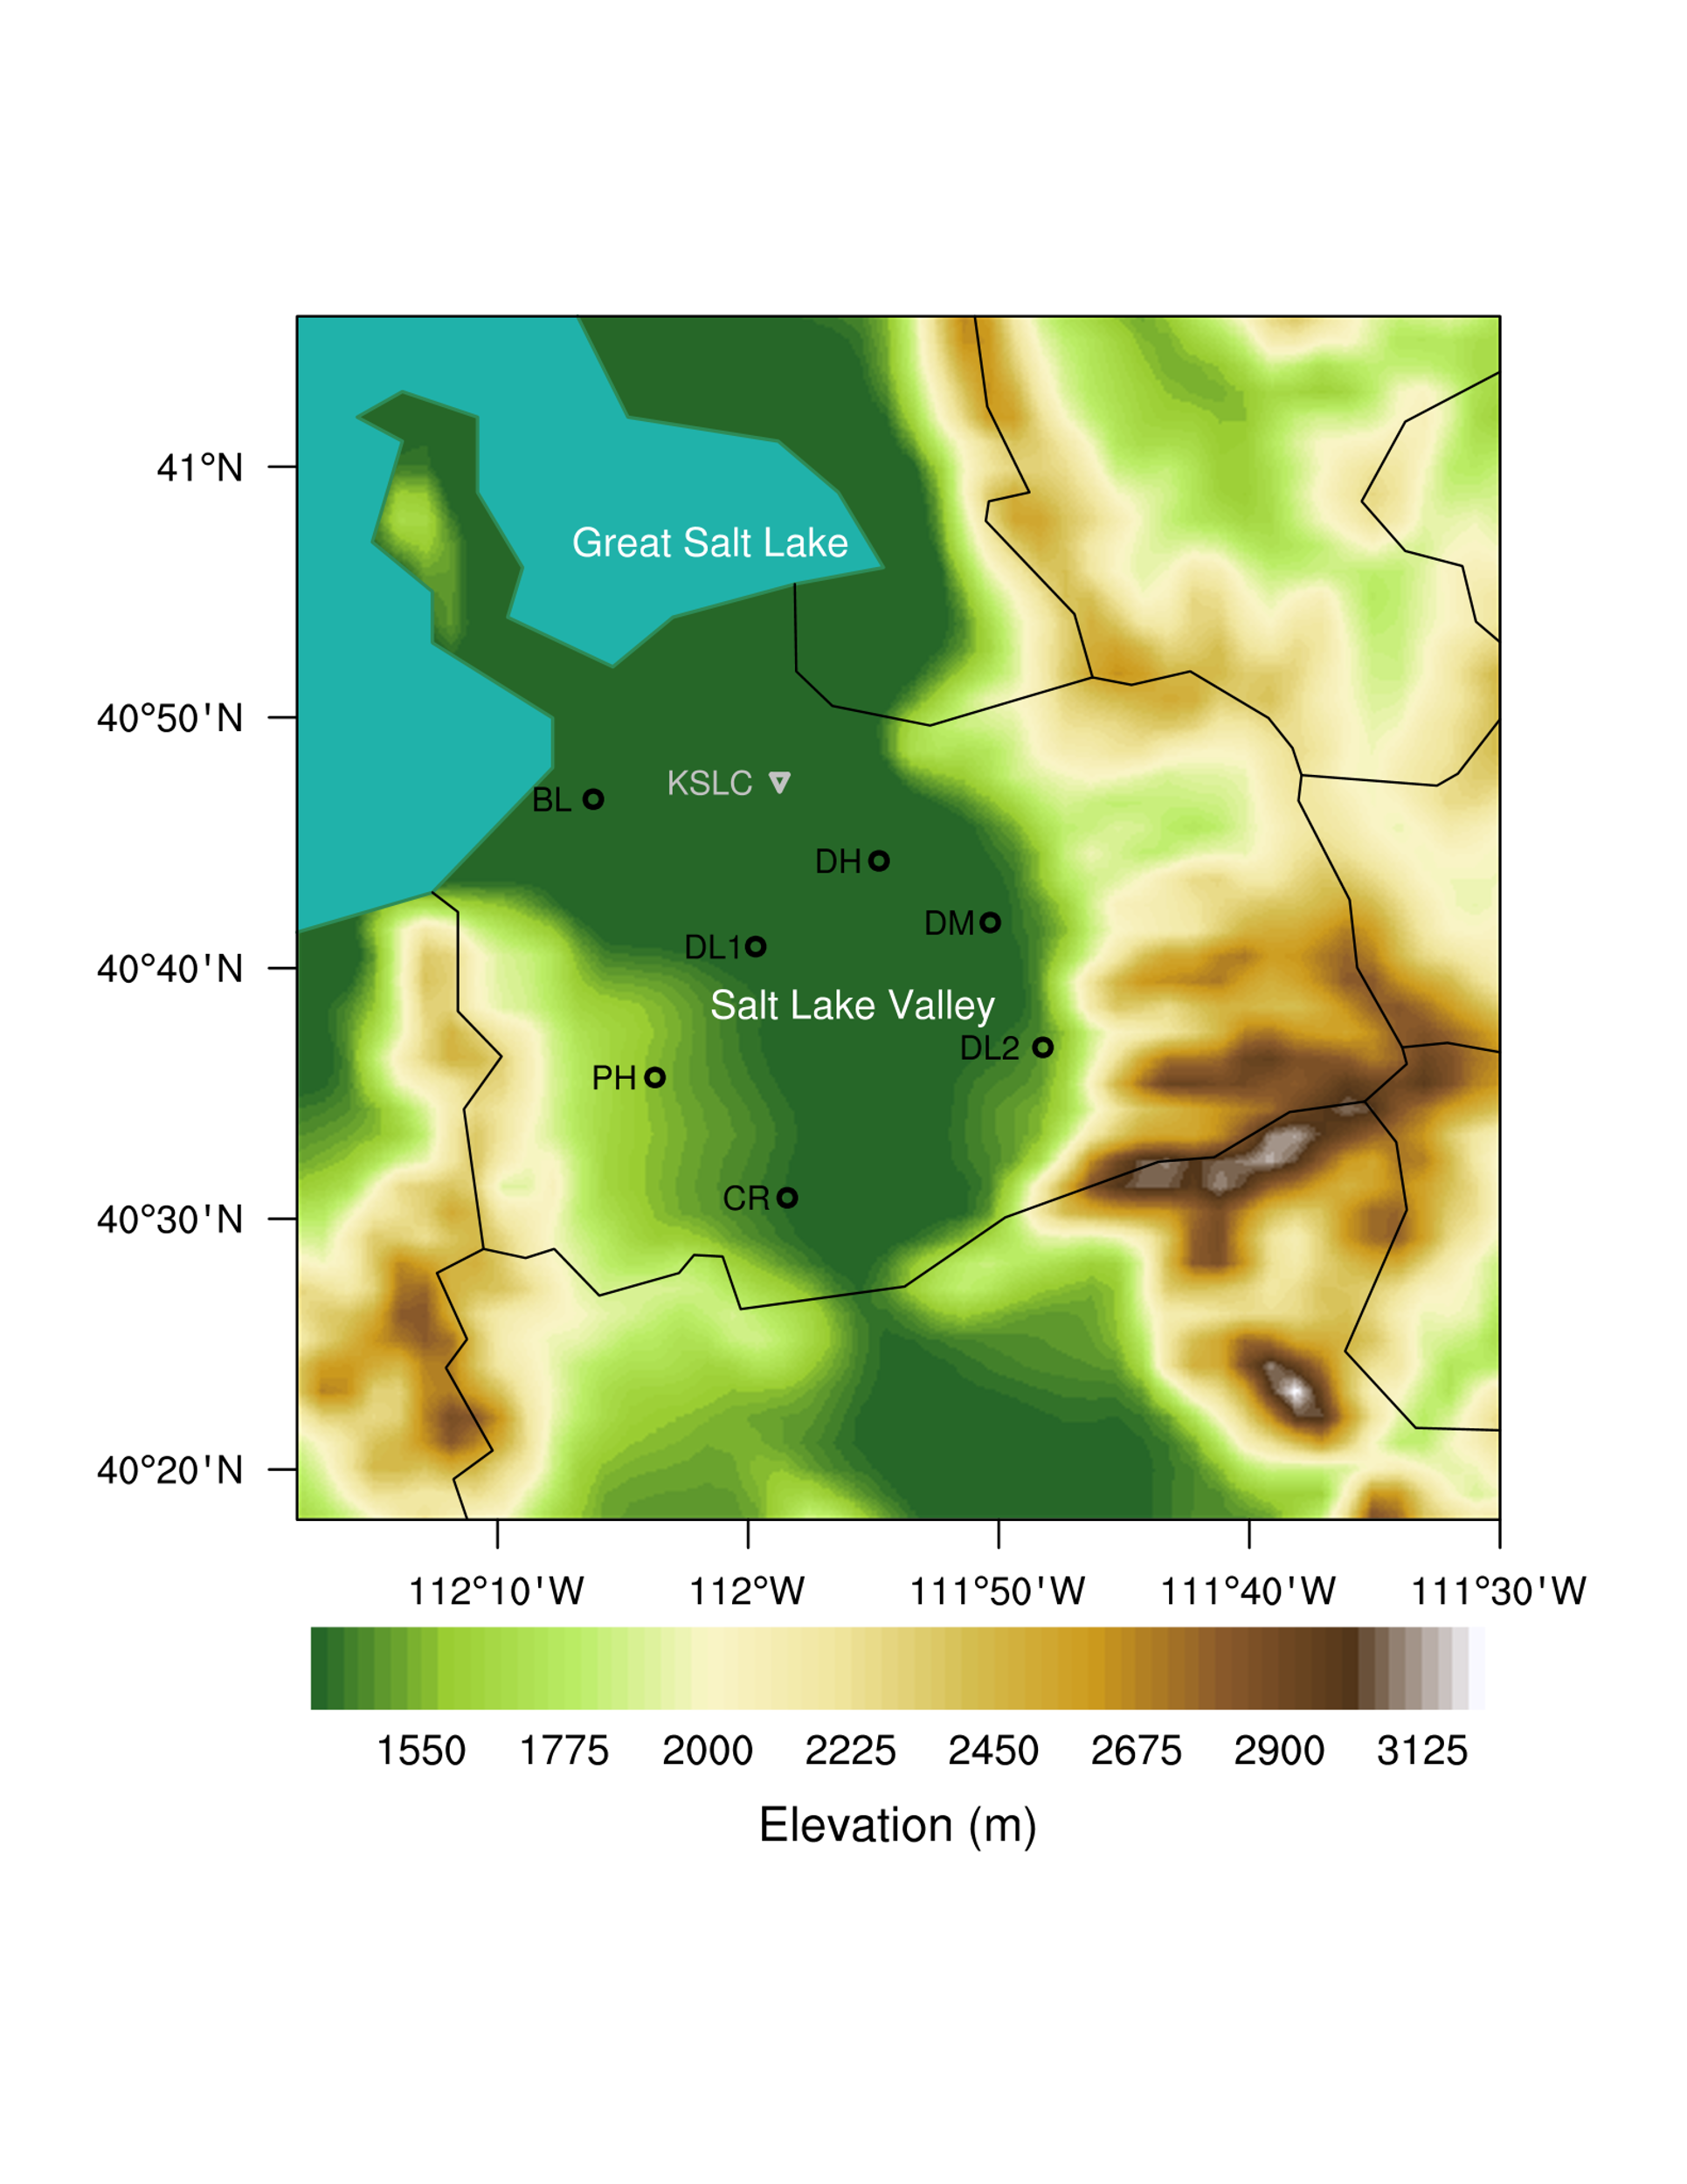 41°N
Great Salt Lake
40°50'N
KSLC
BL
DH
DM
DL1
40°40'N
Salt Lake Valley
DL2
PH
CR
40°30'N
40°20'N
112°10'W 112°W 111°50'W 111°40'W 111°30'W
1550 1775 2000 2225 2450 2675 2900 3125
Elevation (m)